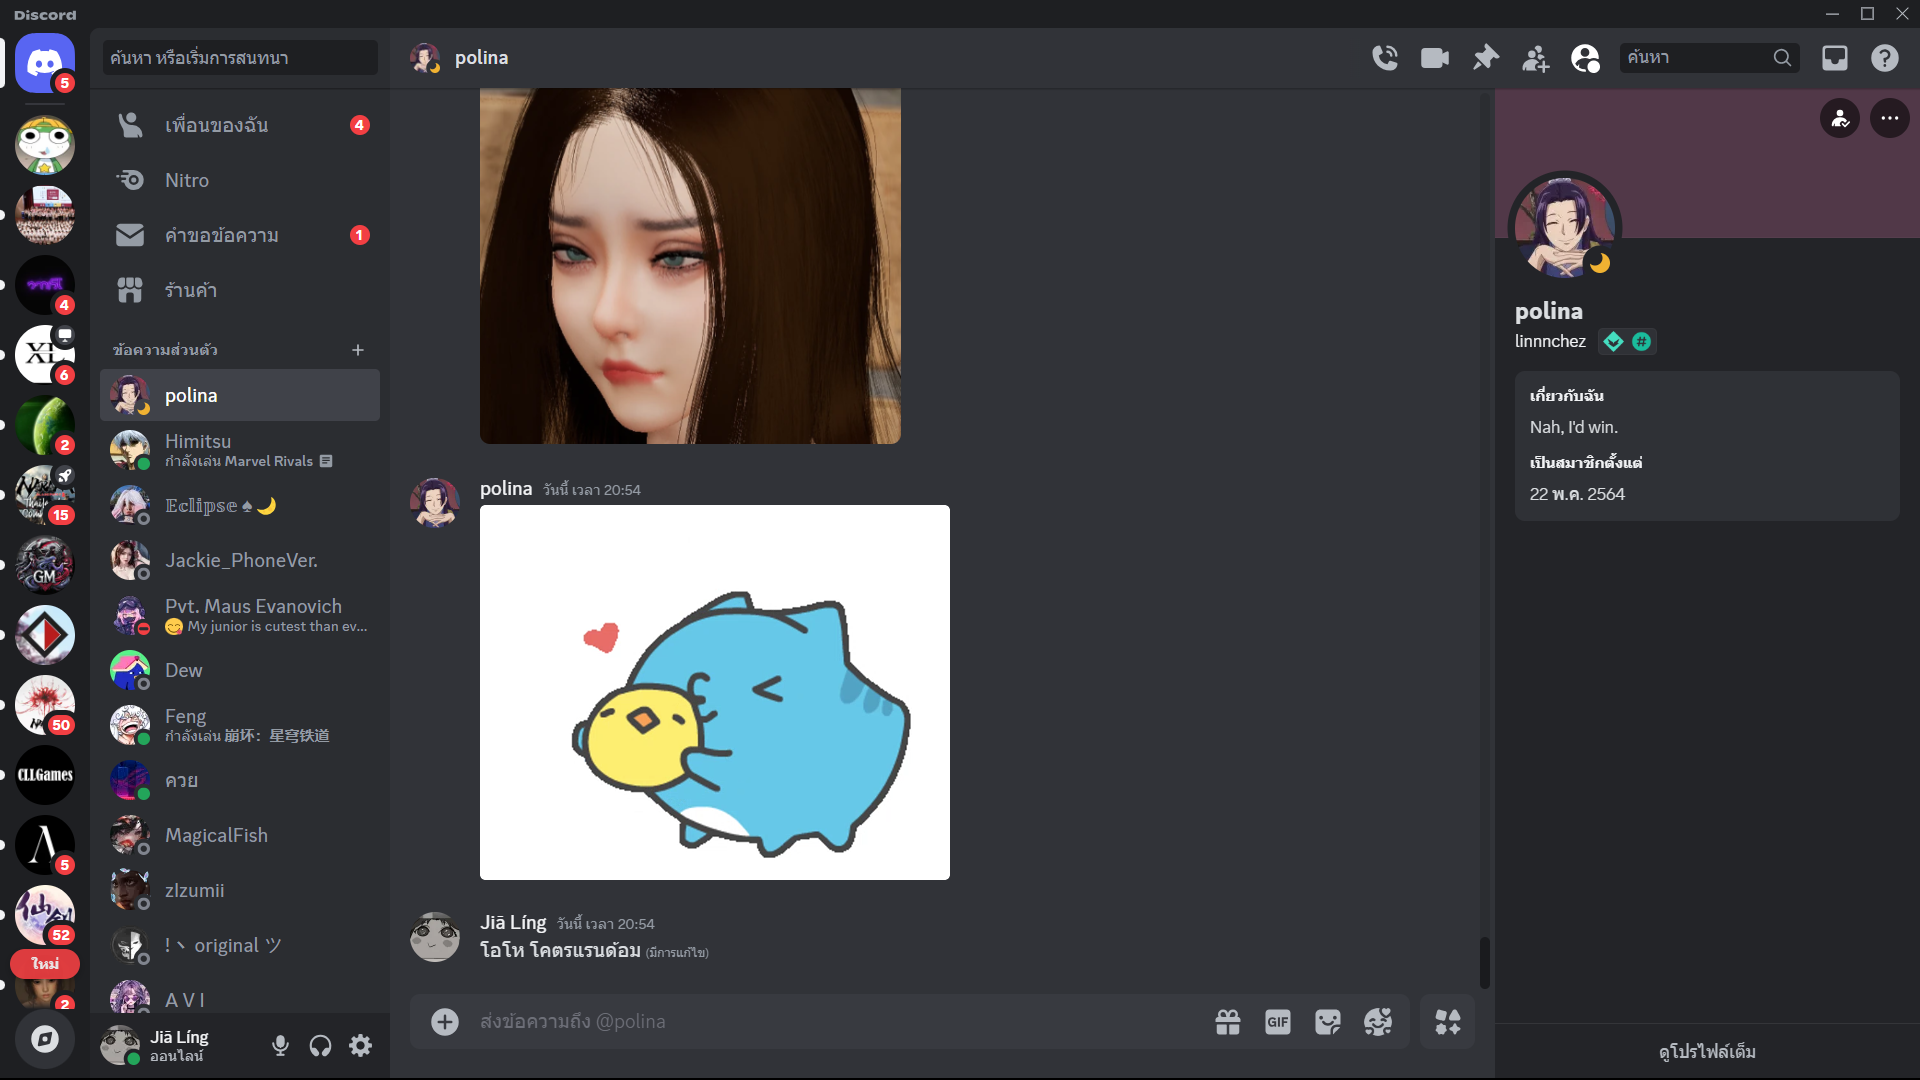 Discord
5
4
XL
6
2
15
GM
50
CLLGames
5
仙剑
52
ใหม่
2
ค้นหา หรือเริ่มการสนทนา
เพื่อนของฉัน 4
Nitro
คำขอข้อความ 1
ร้านค้า
ข้อความส่วนตัว
polina
Himitsu
กำลังเล่น Marvel Rivals
𝔼𝕔𝕝𝕚𝕡𝕤𝕖 ♠ 🌙
Jackie_PhoneVer.
Pvt. Maus Evanovich
😋 My junior is cutest than ev...
Dew
Feng
กำลังเล่น 崩坏：星穹铁道
ควย
MagicalFish
zlzumii
!丶 original ツ
A V I
Jiā Líng
ออนไลน์
polina
ค้นหา
polina วันนี้ เวลา 20:54
Jiā Líng วันนี้ เวลา 20:54
โอโห โคตรแรนด้อม (มีการแก้ไข)
ส่งข้อความถึง @polina
GIF
polina
linnnchez
#
เกี่ยวกับฉัน
Nah, I'd win.
เป็นสมาชิกตั้งแต่
22 พ.ค. 2564
ดูโปรไฟล์เต็ม